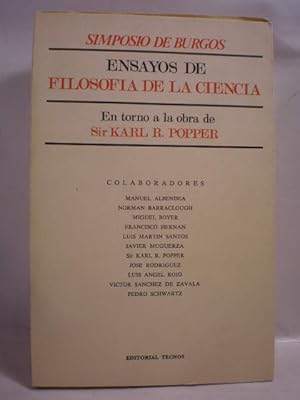 SIMPOSIO DE BURGOS
ENSAYOS DE
FILOSOFIA DE LA CIENCIA
En torno a la obra de
Sir KARL R. POPPER
COLABORADORES
MANUEL ALBENDEA
NORMAN BARRACLOUGH
MIGUEL BOYER
FRANCISCO HERNAN
LUIS MARTIN SANTOS
JAVIER MUGUERZA
Sir KARL R. POPPER
JOSE RODRIGUEZ
LUIS ANGEL ROJO
VICTOR SANCHEZ DE ZAVALA
PEDRO SCHWARTZ
EDITORIAL TECNOS